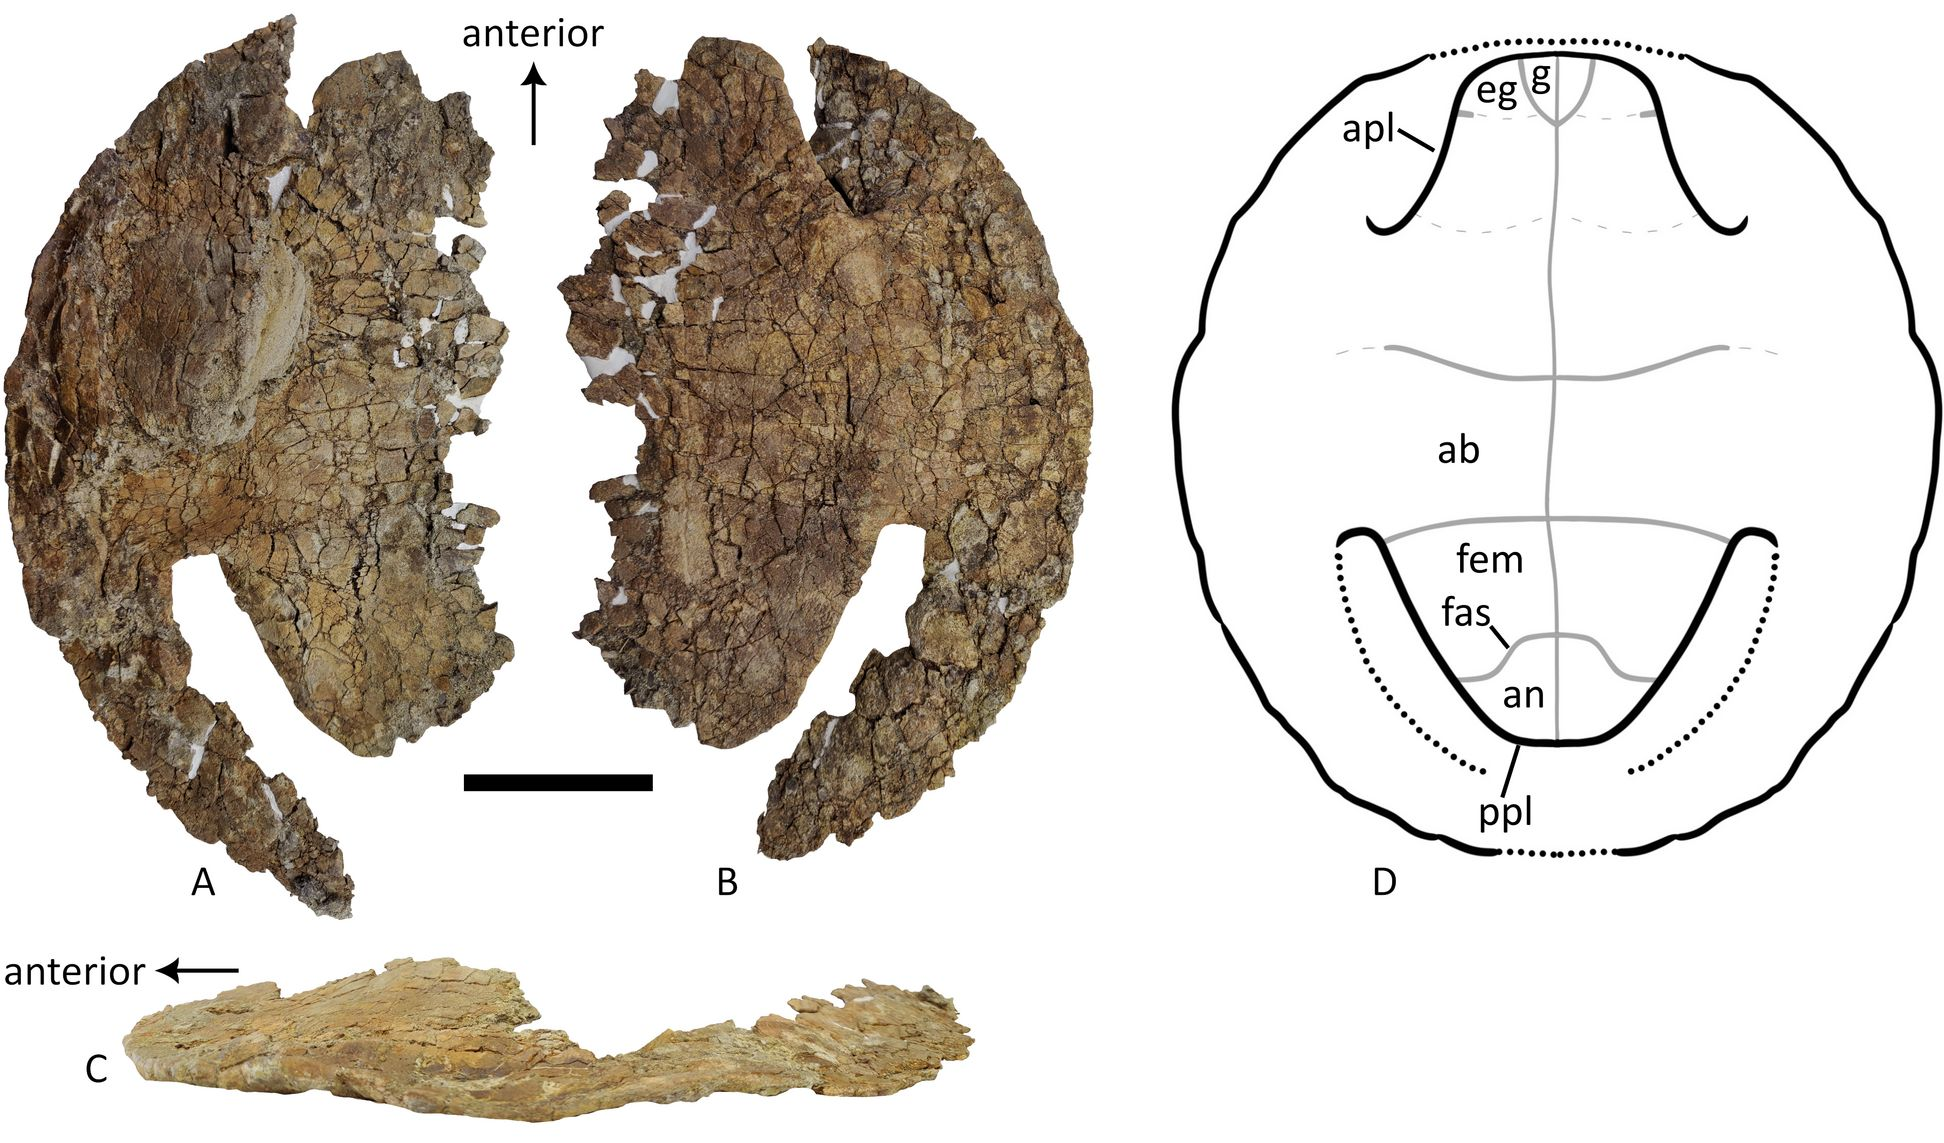 anterior
eg
g
apl
ab
fem
fas
an
ppl
A
B
D
anterior
C